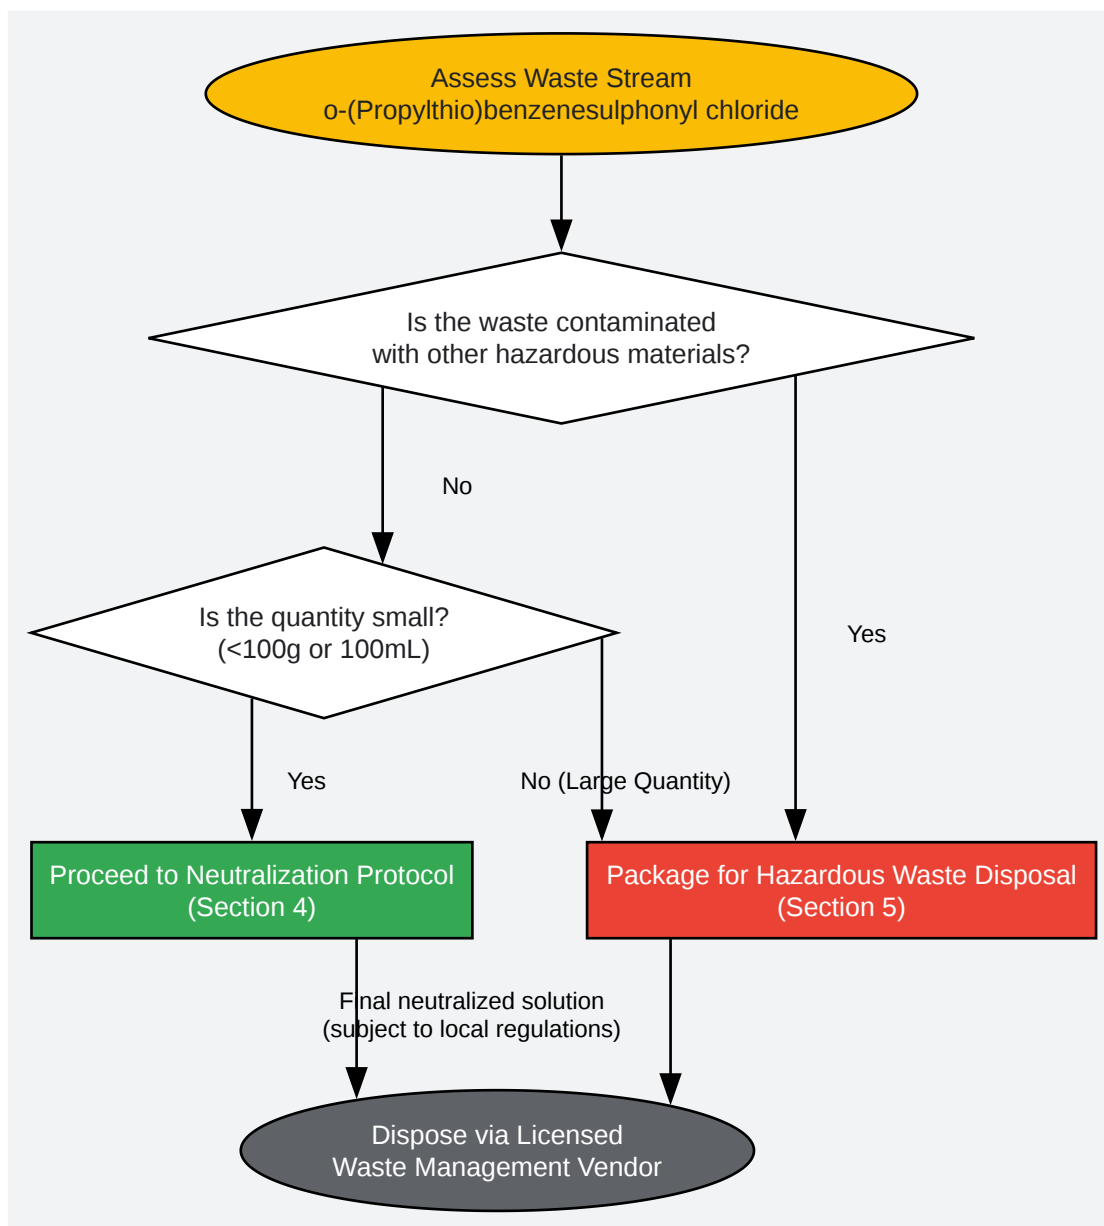 Assess Waste Stream
o-(Propylthio)benzenesulphonyl chloride
Is the waste contaminated
with other hazardous materials?
No
Is the quantity small?
(<100g or 100mL)
Yes
Yes
No (Large Quantity)
Proceed to Neutralization Protocol
(Section 4)
Package for Hazardous Waste Disposal
(Section 5)
Final neutralized solution
(subject to local regulations)
Dispose via Licensed
Waste Management Vendor